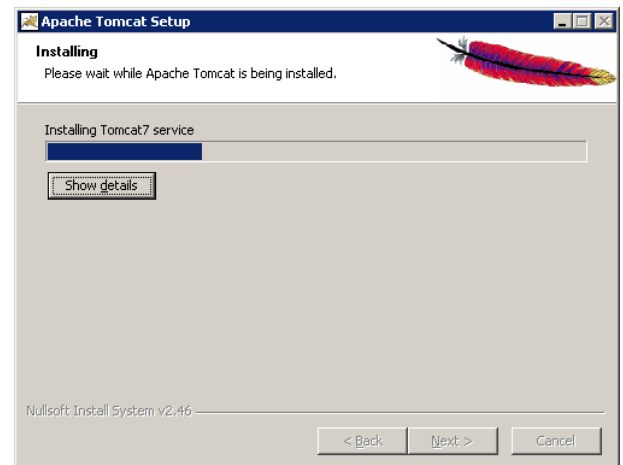 Apache Tomcat Setup
Installing
Please wait while Apache Tomcat is being installed.
Installing Tomcat7 service
Show details
Nullsoft Install System v2.46
< Back Next > Cancel